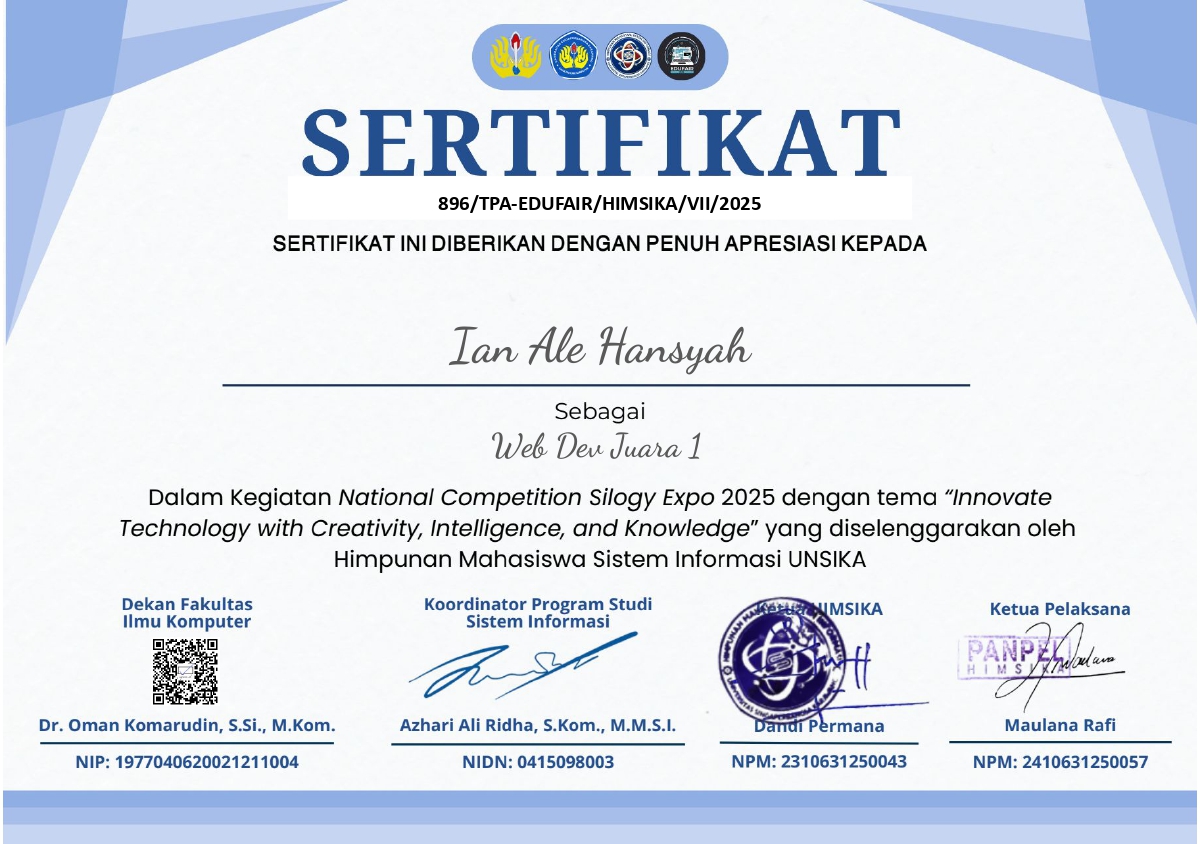 EDUFAIR
SERTIFIKAT
896/TPA-EDUFAIR/HIMSIKA/VII/2025
SERTIFIKAT INI DIBERIKAN DENGAN PENUH APRESIASI KEPADA
Ian Ale Hansyah
Sebagai
Web Dev Juara 1
Dalam Kegiatan National Competition Silogy Expo 2025 dengan tema “Innovate
Technology with Creativity, Intelligence, and Knowledge” yang diselenggarakan oleh
Himpunan Mahasiswa Sistem Informasi UNSIKA
Dekan Fakultas
Ilmu Komputer
Dr. Oman Komarudin, S.Si., M.Kom.
NIP: 1977040620021211004
Koordinator Program Studi
Sistem Informasi
Azhari Ali Ridha, S.Kom., M.M.S.I.
NIDN: 0415098003
Ketua HIMSIKA
Dandi Permana
NPM: 2310631250043
Ketua Pelaksana
PANPEL
HIMSIKA
Maulana Rafi
NPM: 2410631250057